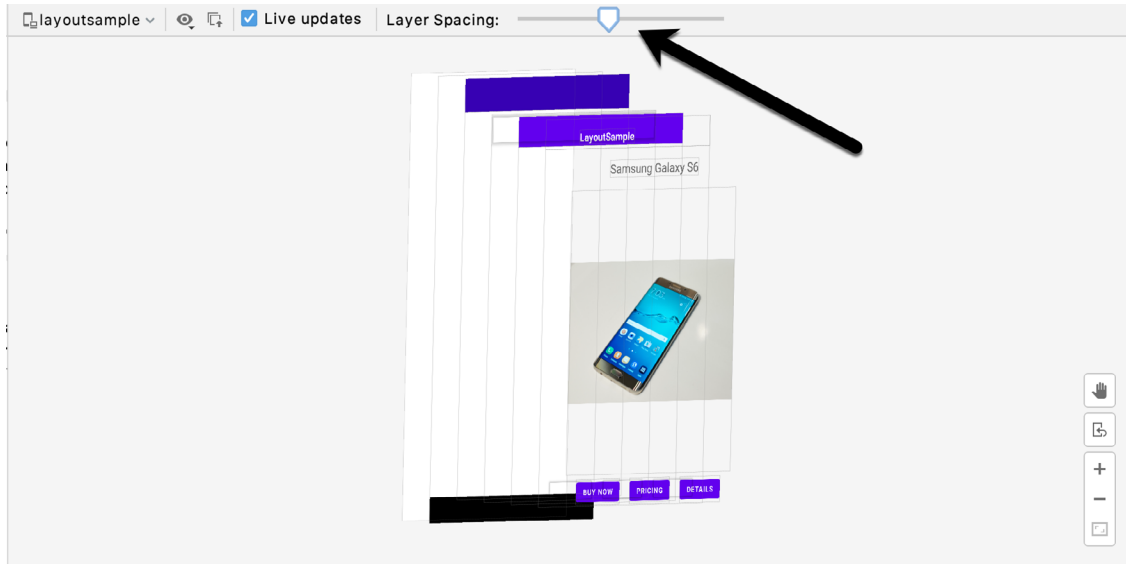 layoutsample Live updates Layer Spacing:
LayoutSample
Samsung Galaxy S6
BUY NOW PRICING DETAILS